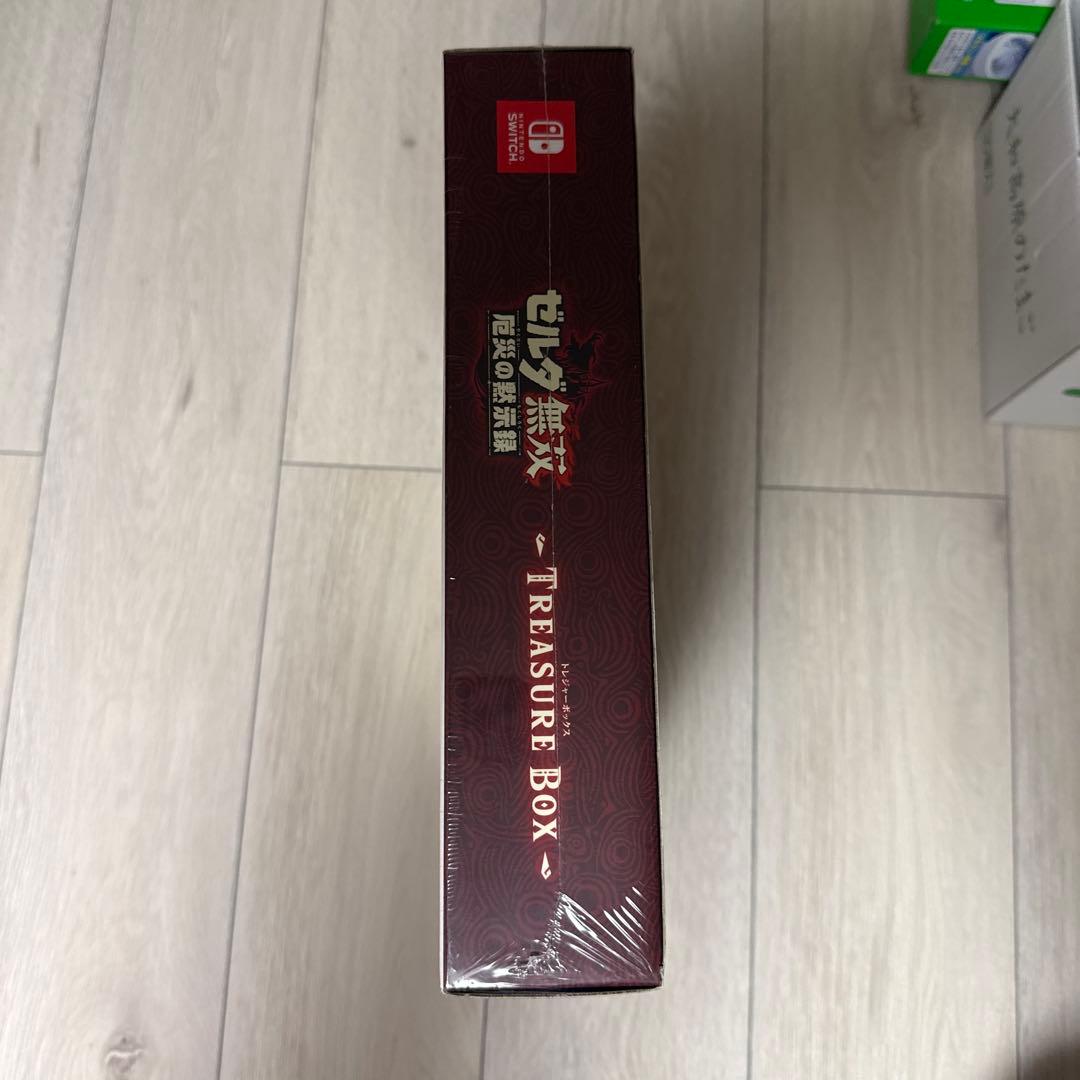 NINTENDO
SWITCH.
ゼルダ無双
厄災の黙示録
TREASURE BOX
トレジャーボックス